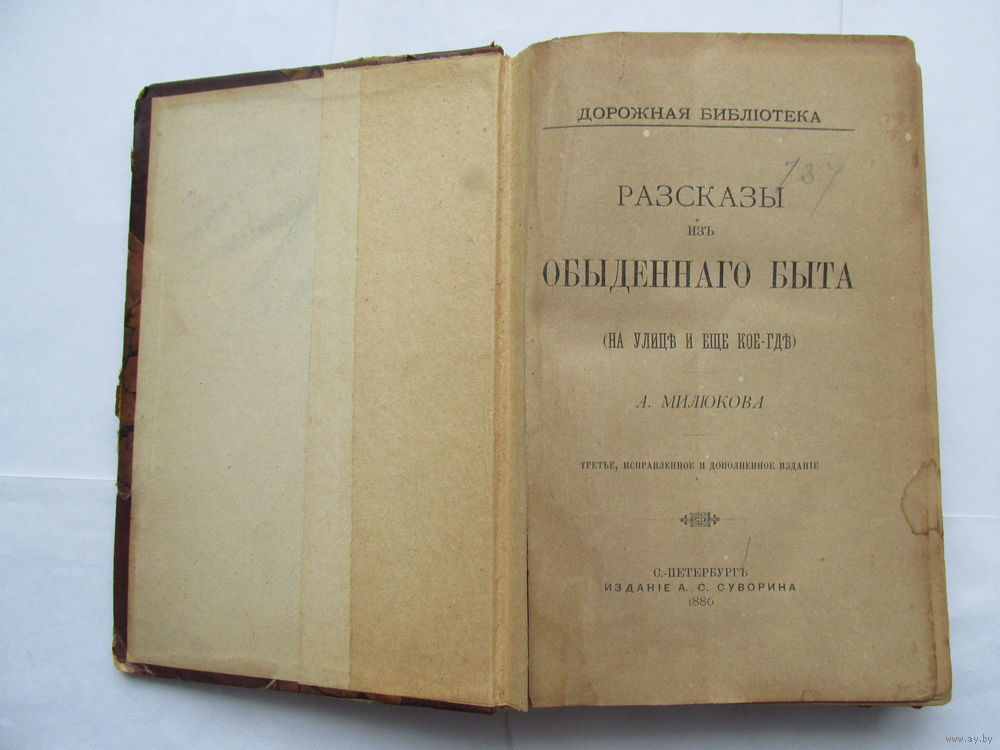 ДОРОЖНАЯ БИБЛІОТЕКА
737
РАЗСКАЗЫ
ИЗЪ
ОБЫДЕННАГО БЫТА
(НА УЛИЦѢ И ЕЩЕ КОЕ-ГДѢ)
А. МИЛЮКОВА
ТРЕТЬЕ, ИСПРАВЛЕННОЕ И ДОПОЛНЕННОЕ ИЗДАНІЕ
С.-ПЕТЕРБУРГЪ
ИЗДАНІЕ А. С. СУВОРИНА
1886
www.ay.by